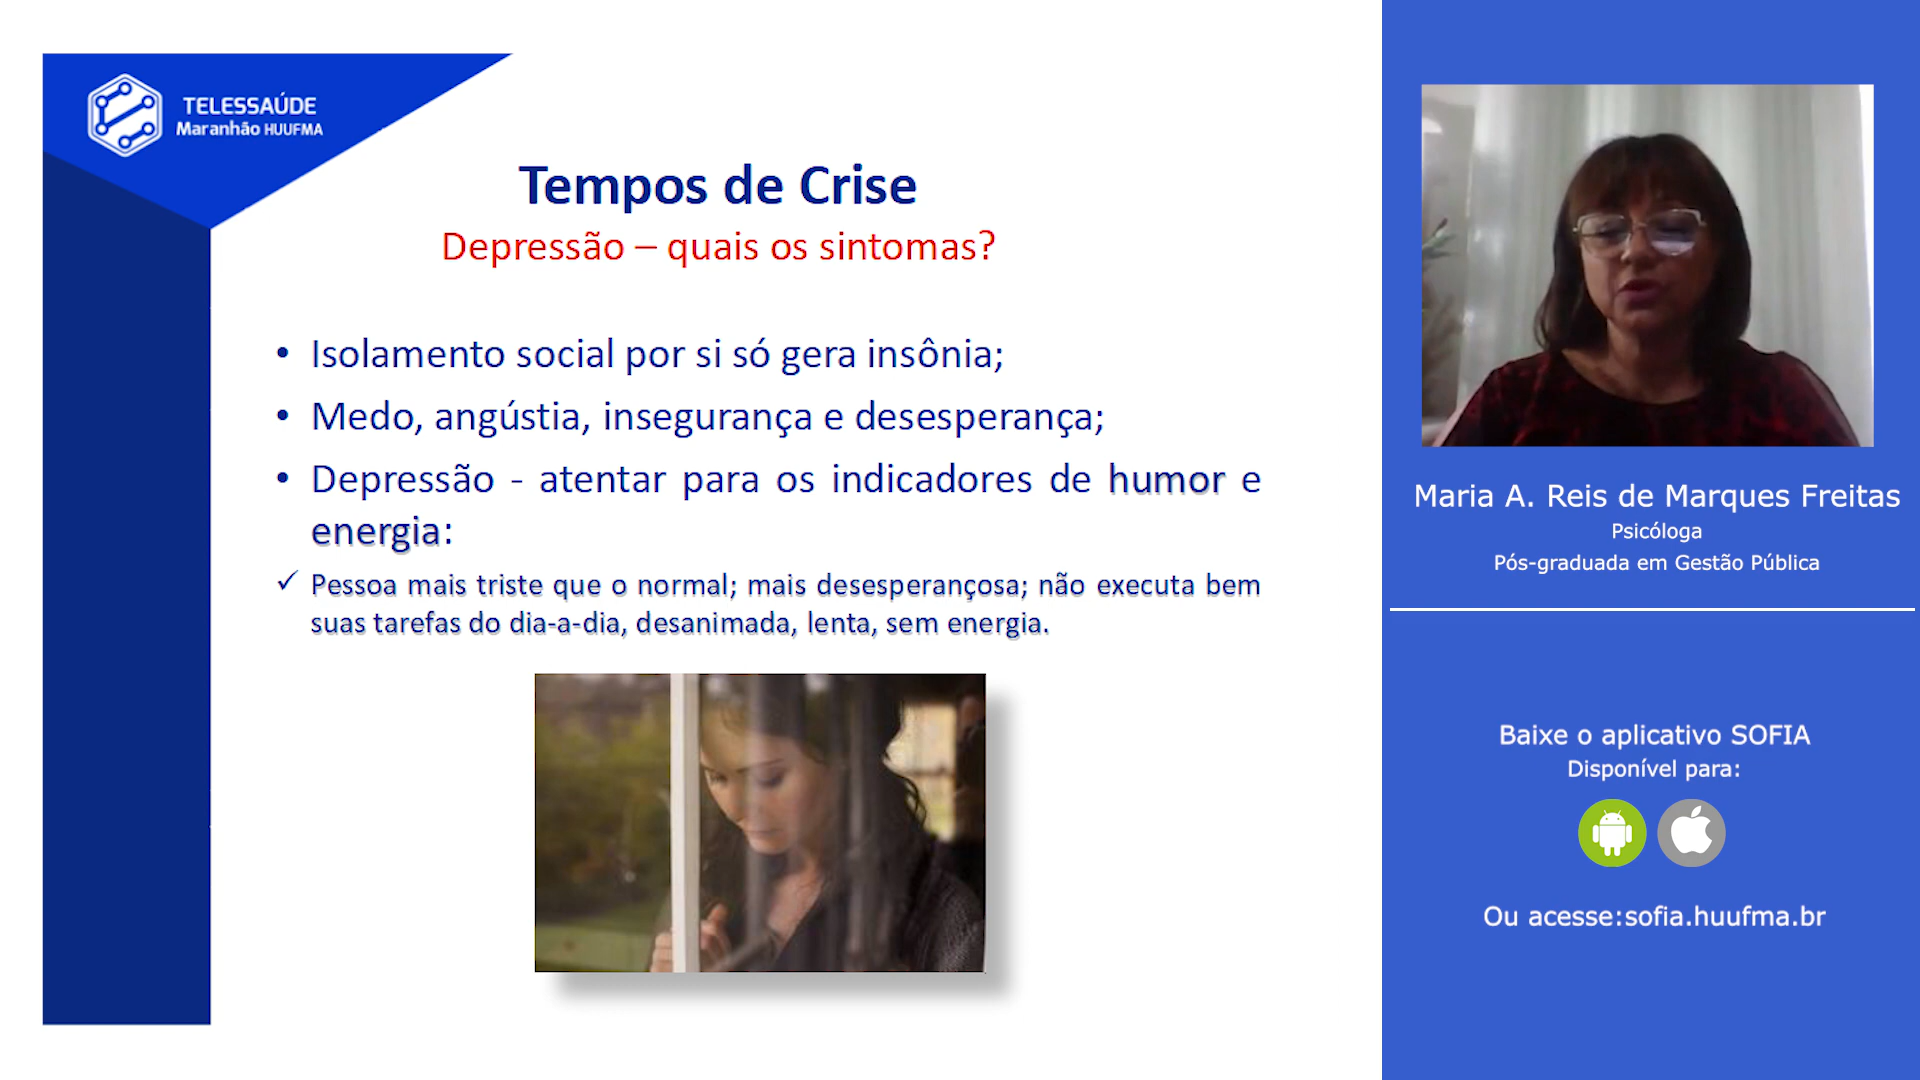 TELESSAÚDE
Maranhão HUUFMA
Tempos de Crise
Depressão – quais os sintomas?
• Isolamento social por si só gera insônia;
• Medo, angústia, insegurança e desesperança;
• Depressão - atentar para os indicadores de humor e
energia:
✓ Pessoa mais triste que o normal; mais desesperançosa; não executa bem
suas tarefas do dia-a-dia, desanimada, lenta, sem energia.
Maria A. Reis de Marques Freitas
Psicóloga
Pós-graduada em Gestão Pública
Baixe o aplicativo SOFIA
Disponível para:
Ou acesse:sofia.huufma.br